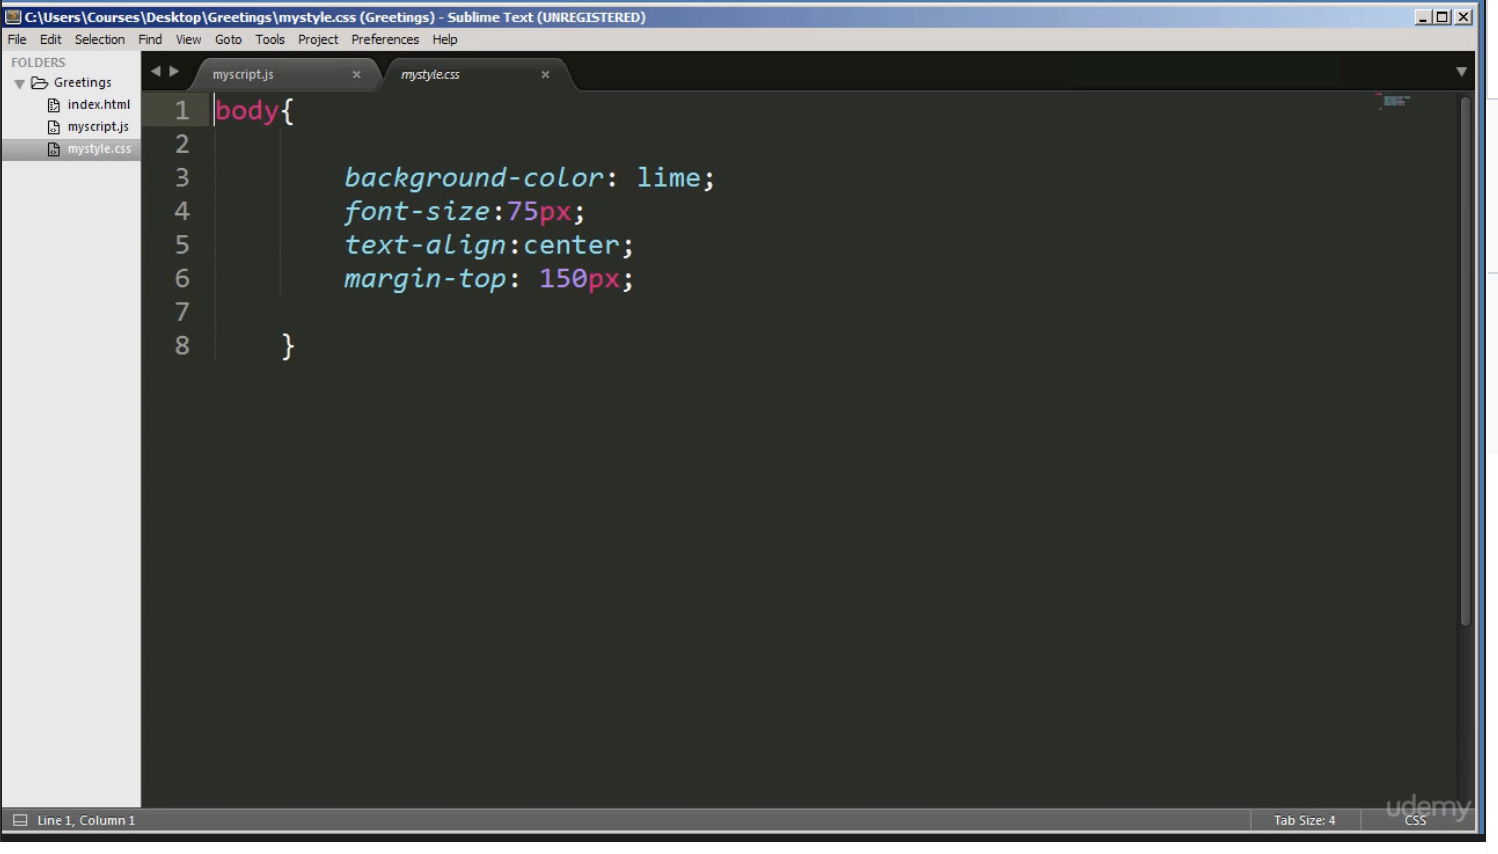 C:\Users\Courses\Desktop\Greetings\mystyle.css (Greetings) - Sublime Text (UNREGISTERED)
File Edit Selection Find View Goto Tools Project Preferences Help
FOLDERS
Greetings
index.html
myscript.js
mystyle.css
myscript.js mystyle.css
1 body{
2
3 background-color: lime;
4 font-size:75px;
5 text-align:center;
6 margin-top: 150px;
7
8 }
udemy
Line 1, Column 1 Tab Size: 4 CSS